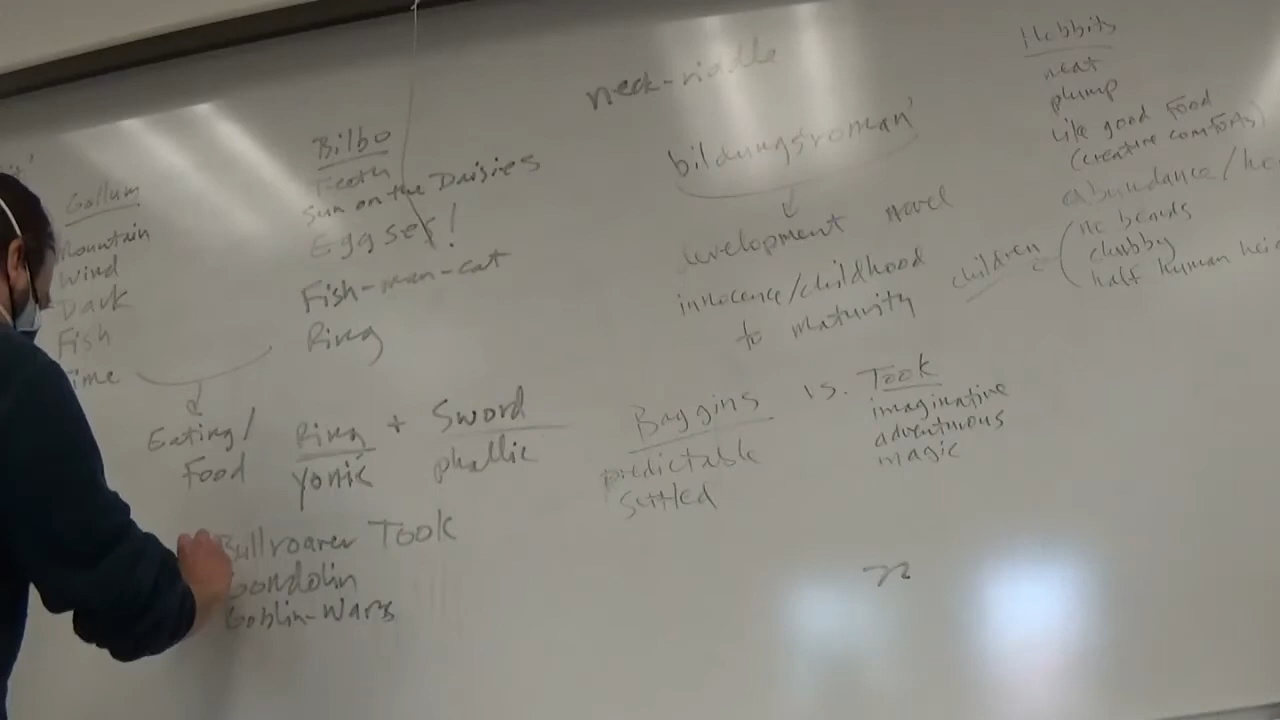 neck-riddle
Hobbits
neat
plump
like good food
(creature comforts)
abundance/
no beards
chubby
half human
children
bildungsroman'
development novel
innocence/childhood
to maturity
Bilbo
Teeth
Sun on the Daisies
Eggses!
Fish-man-cat
Ring
Gollum
Mountain
Wind
Dark
Fish
Time
Eating/
Food
Ring + Sword
yonic phallic
Baggins vs. Took
predictable
settled
imaginative
adventurous
magic
Bullroarer Took
Gondolin
Goblin-Wars